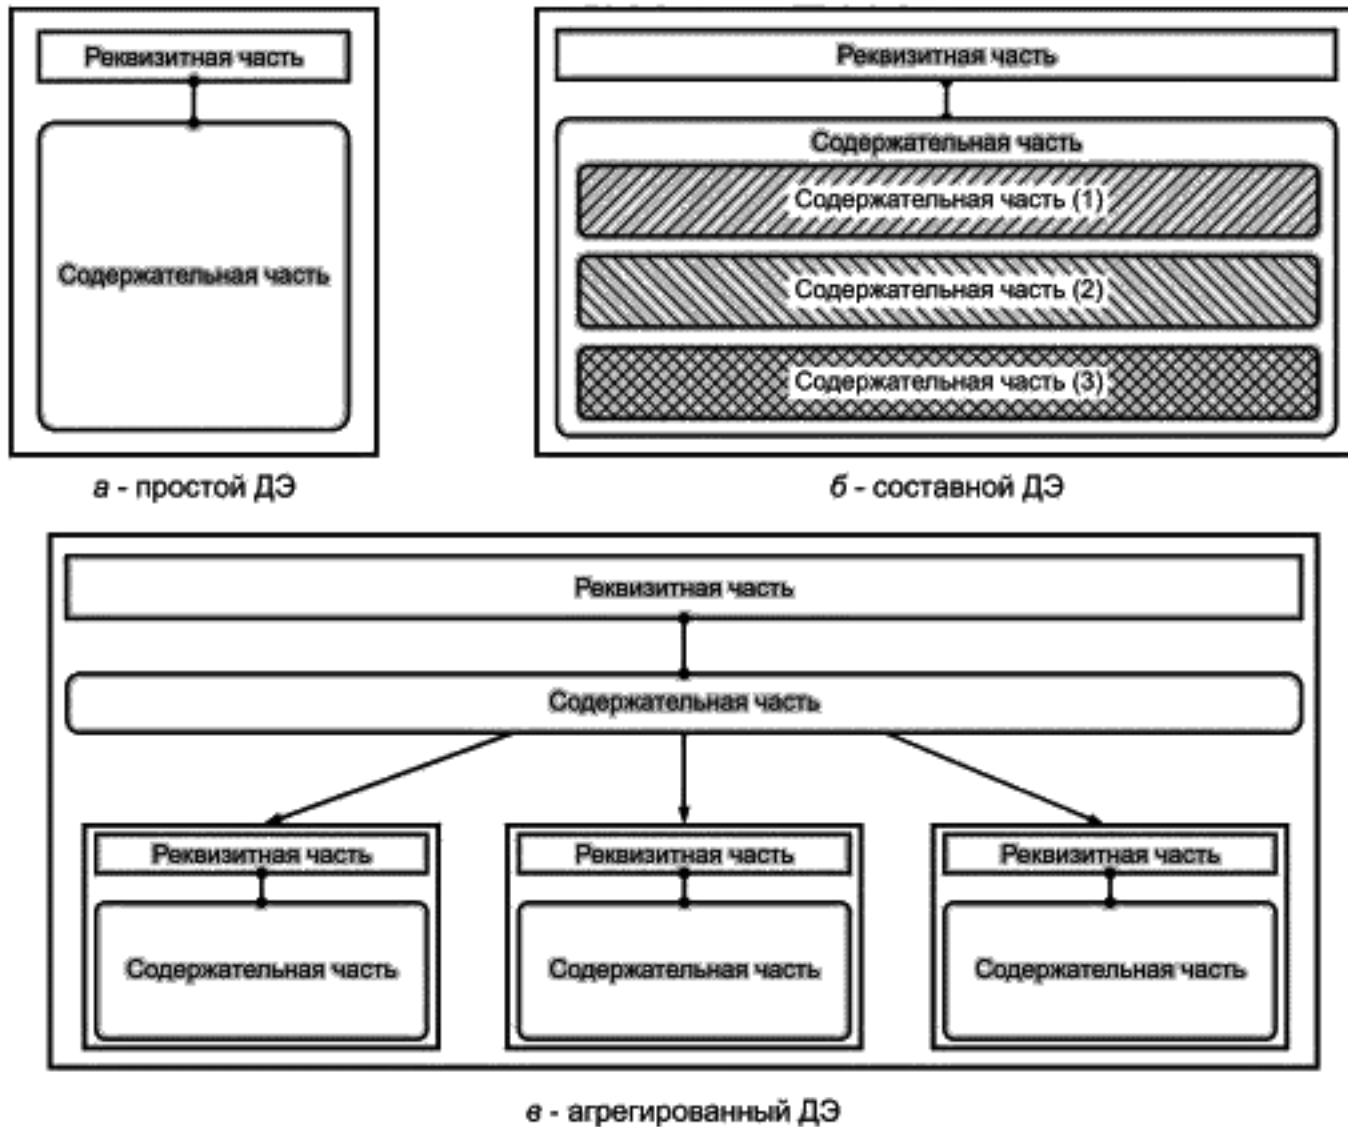 Реквизитная часть
Содержательная часть
а - простой ДЭ
Реквизитная часть
Содержательная часть
Содержательная часть (1)
Содержательная часть (2)
Содержательная часть (3)
б - составной ДЭ
Реквизитная часть
Содержательная часть
Реквизитная часть
Реквизитная часть
Реквизитная часть
Содержательная часть
Содержательная часть
Содержательная часть
в - агрегированный ДЭ